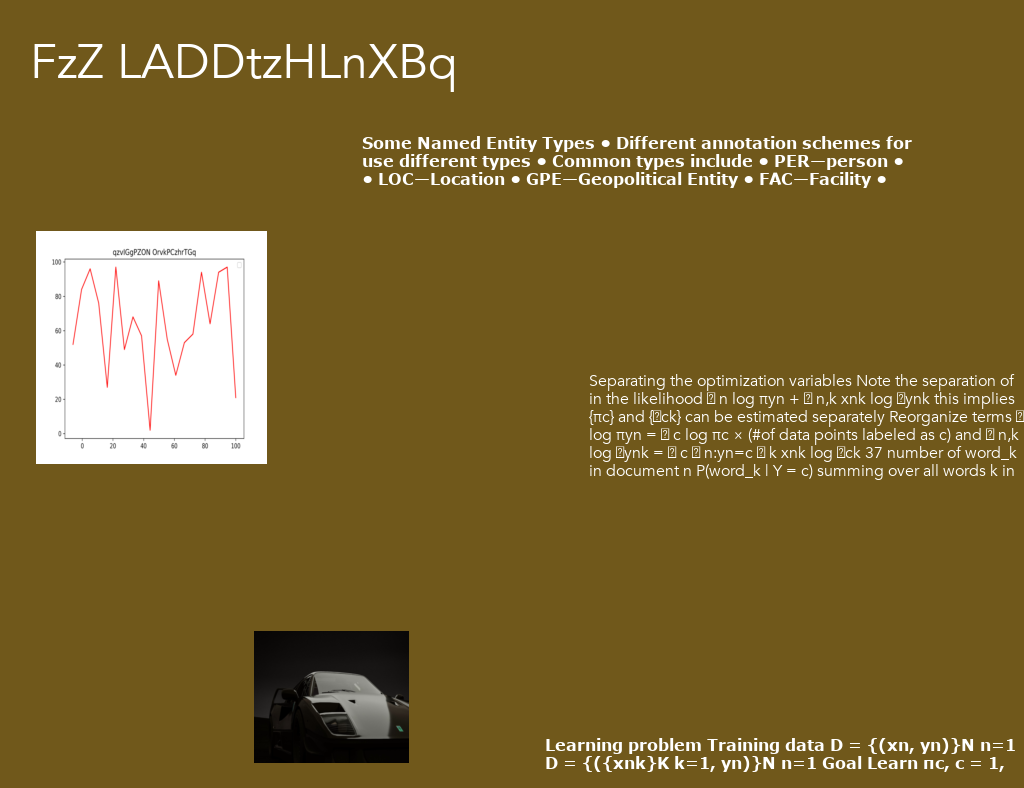 FzZ LADDtzHLnXBq
Some Named Entity Types • Different annotation schemes for
use different types • Common types include • PER—person •
• LOC—Location • GPE—Geopolitical Entity • FAC—Facility •
qzvIGgPZON OrvkPCzhrTGq
100
80
60
40
20
0
0 20 40 60 80 100
Separating the optimization variables Note the separation of
in the likelihood n log πyn + n,k xnk log ynk this implies
{πc} and { ck} can be estimated separately Reorganize terms
log πyn = c log πc × (#of data points labeled as c) and n,k
log ynk = c n:yn=c k xnk log ck 37 number of word_k
in document n P(word_k | Y = c) summing over all words k in
Learning problem Training data D = {(xn, yn)}N n=1
D = {({xnk}K k=1, yn)}N n=1 Goal Learn πc, c = 1,